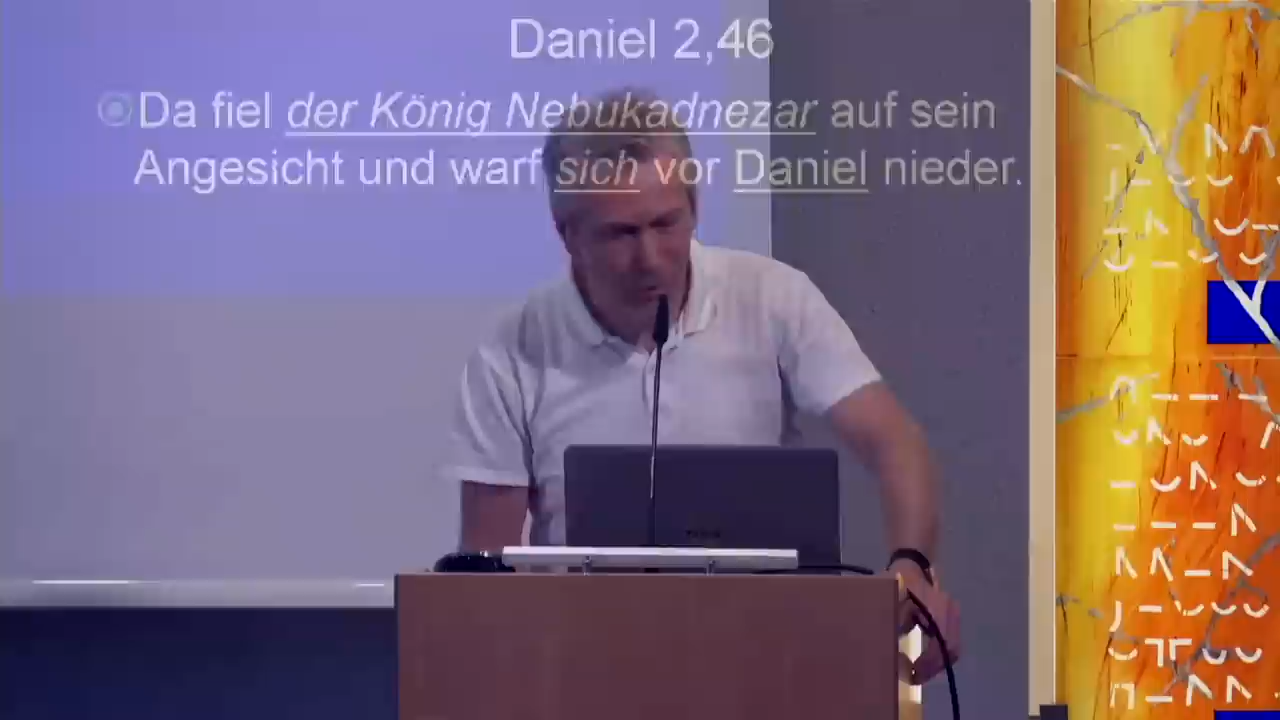 Daniel 2,46
Da fiel der König Nebukadnezar auf sein
Angesicht und warf sich vor Daniel nieder.